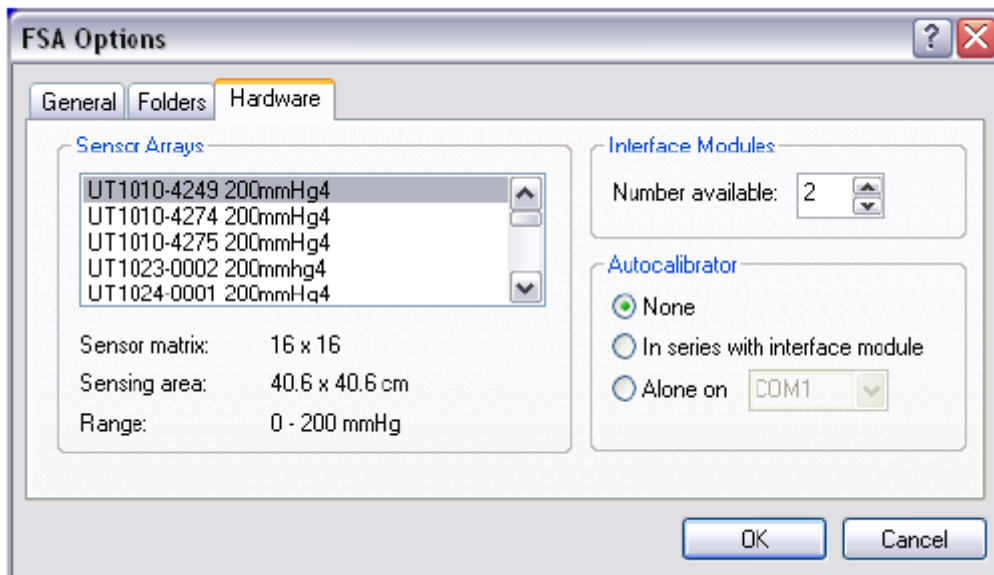 FSA Options
General Folders Hardware
Sensor Arrays
UT1010-4249 200mmHg4
UT1010-4274 200mmHg4
UT1010-4275 200mmHg4
UT1023-0002 200mmhg4
UT1024-0001 200mmHg4
Sensor matrix: 16 x 16
Sensing area: 40.6 x 40.6 cm
Range: 0 - 200 mmHg
Interface Modules
Number available: 2
Autocalibrator
None
In series with interface module
Alone on COM1
OK Cancel